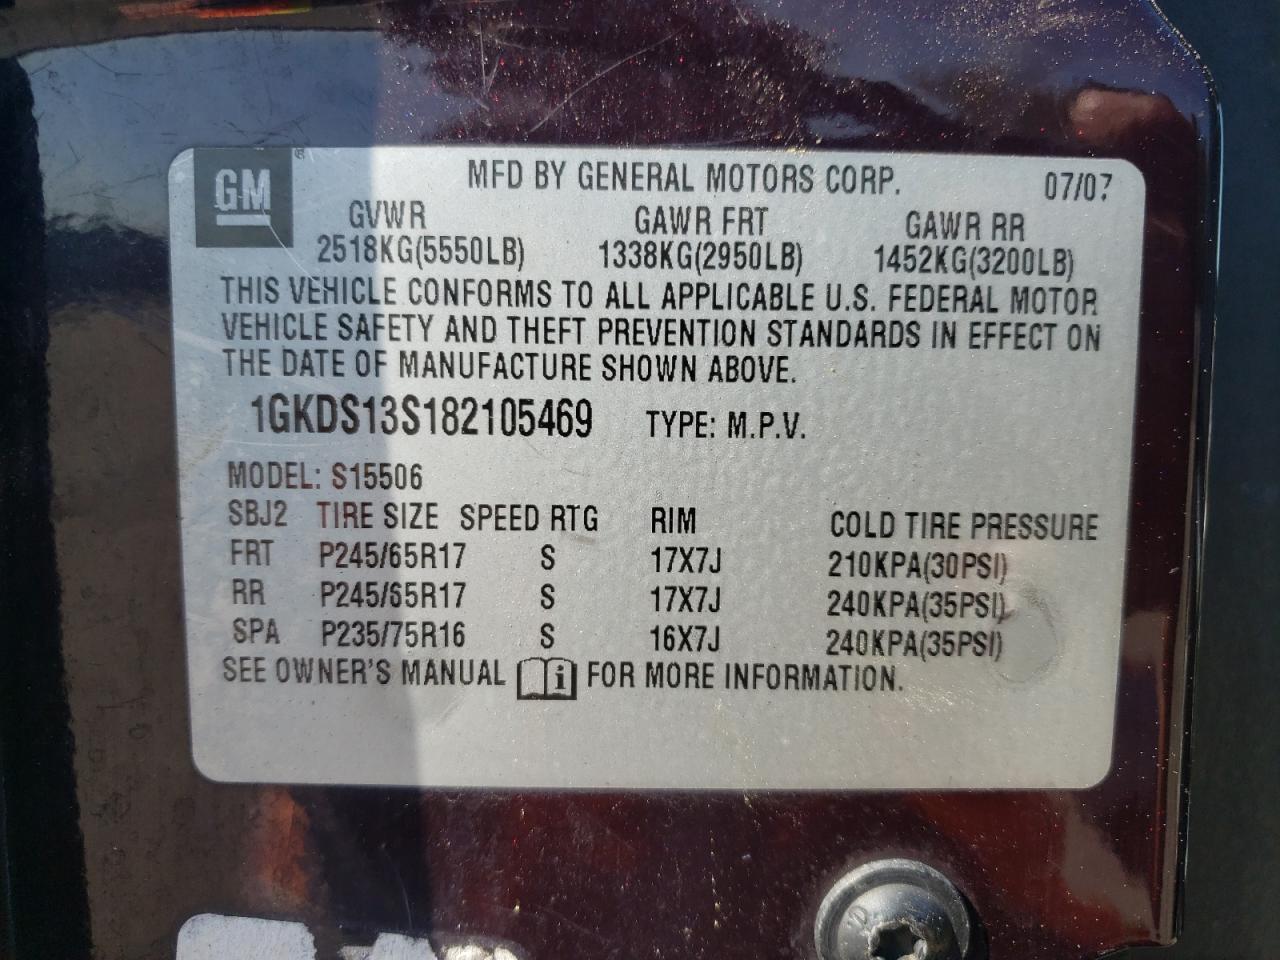 GM ®
MFD BY GENERAL MOTORS CORP. 07/07
GVWR GAWR FRT GAWR RR
2518KG(5550LB) 1338KG(2950LB) 1452KG(3200LB)
THIS VEHICLE CONFORMS TO ALL APPLICABLE U.S. FEDERAL MOTOR
VEHICLE SAFETY AND THEFT PREVENTION STANDARDS IN EFFECT ON
THE DATE OF MANUFACTURE SHOWN ABOVE.
1GKDS13S182105469 TYPE: M.P.V.
MODEL: S15506
SBJ2 TIRE SIZE SPEED RTG RIM COLD TIRE PRESSURE
FRT P245/65R17 S 17X7J 210KPA(30PSI)
RR P245/65R17 S 17X7J 240KPA(35PSI)
SPA P235/75R16 S 16X7J 240KPA(35PSI)
SEE OWNER'S MANUAL i FOR MORE INFORMATION.